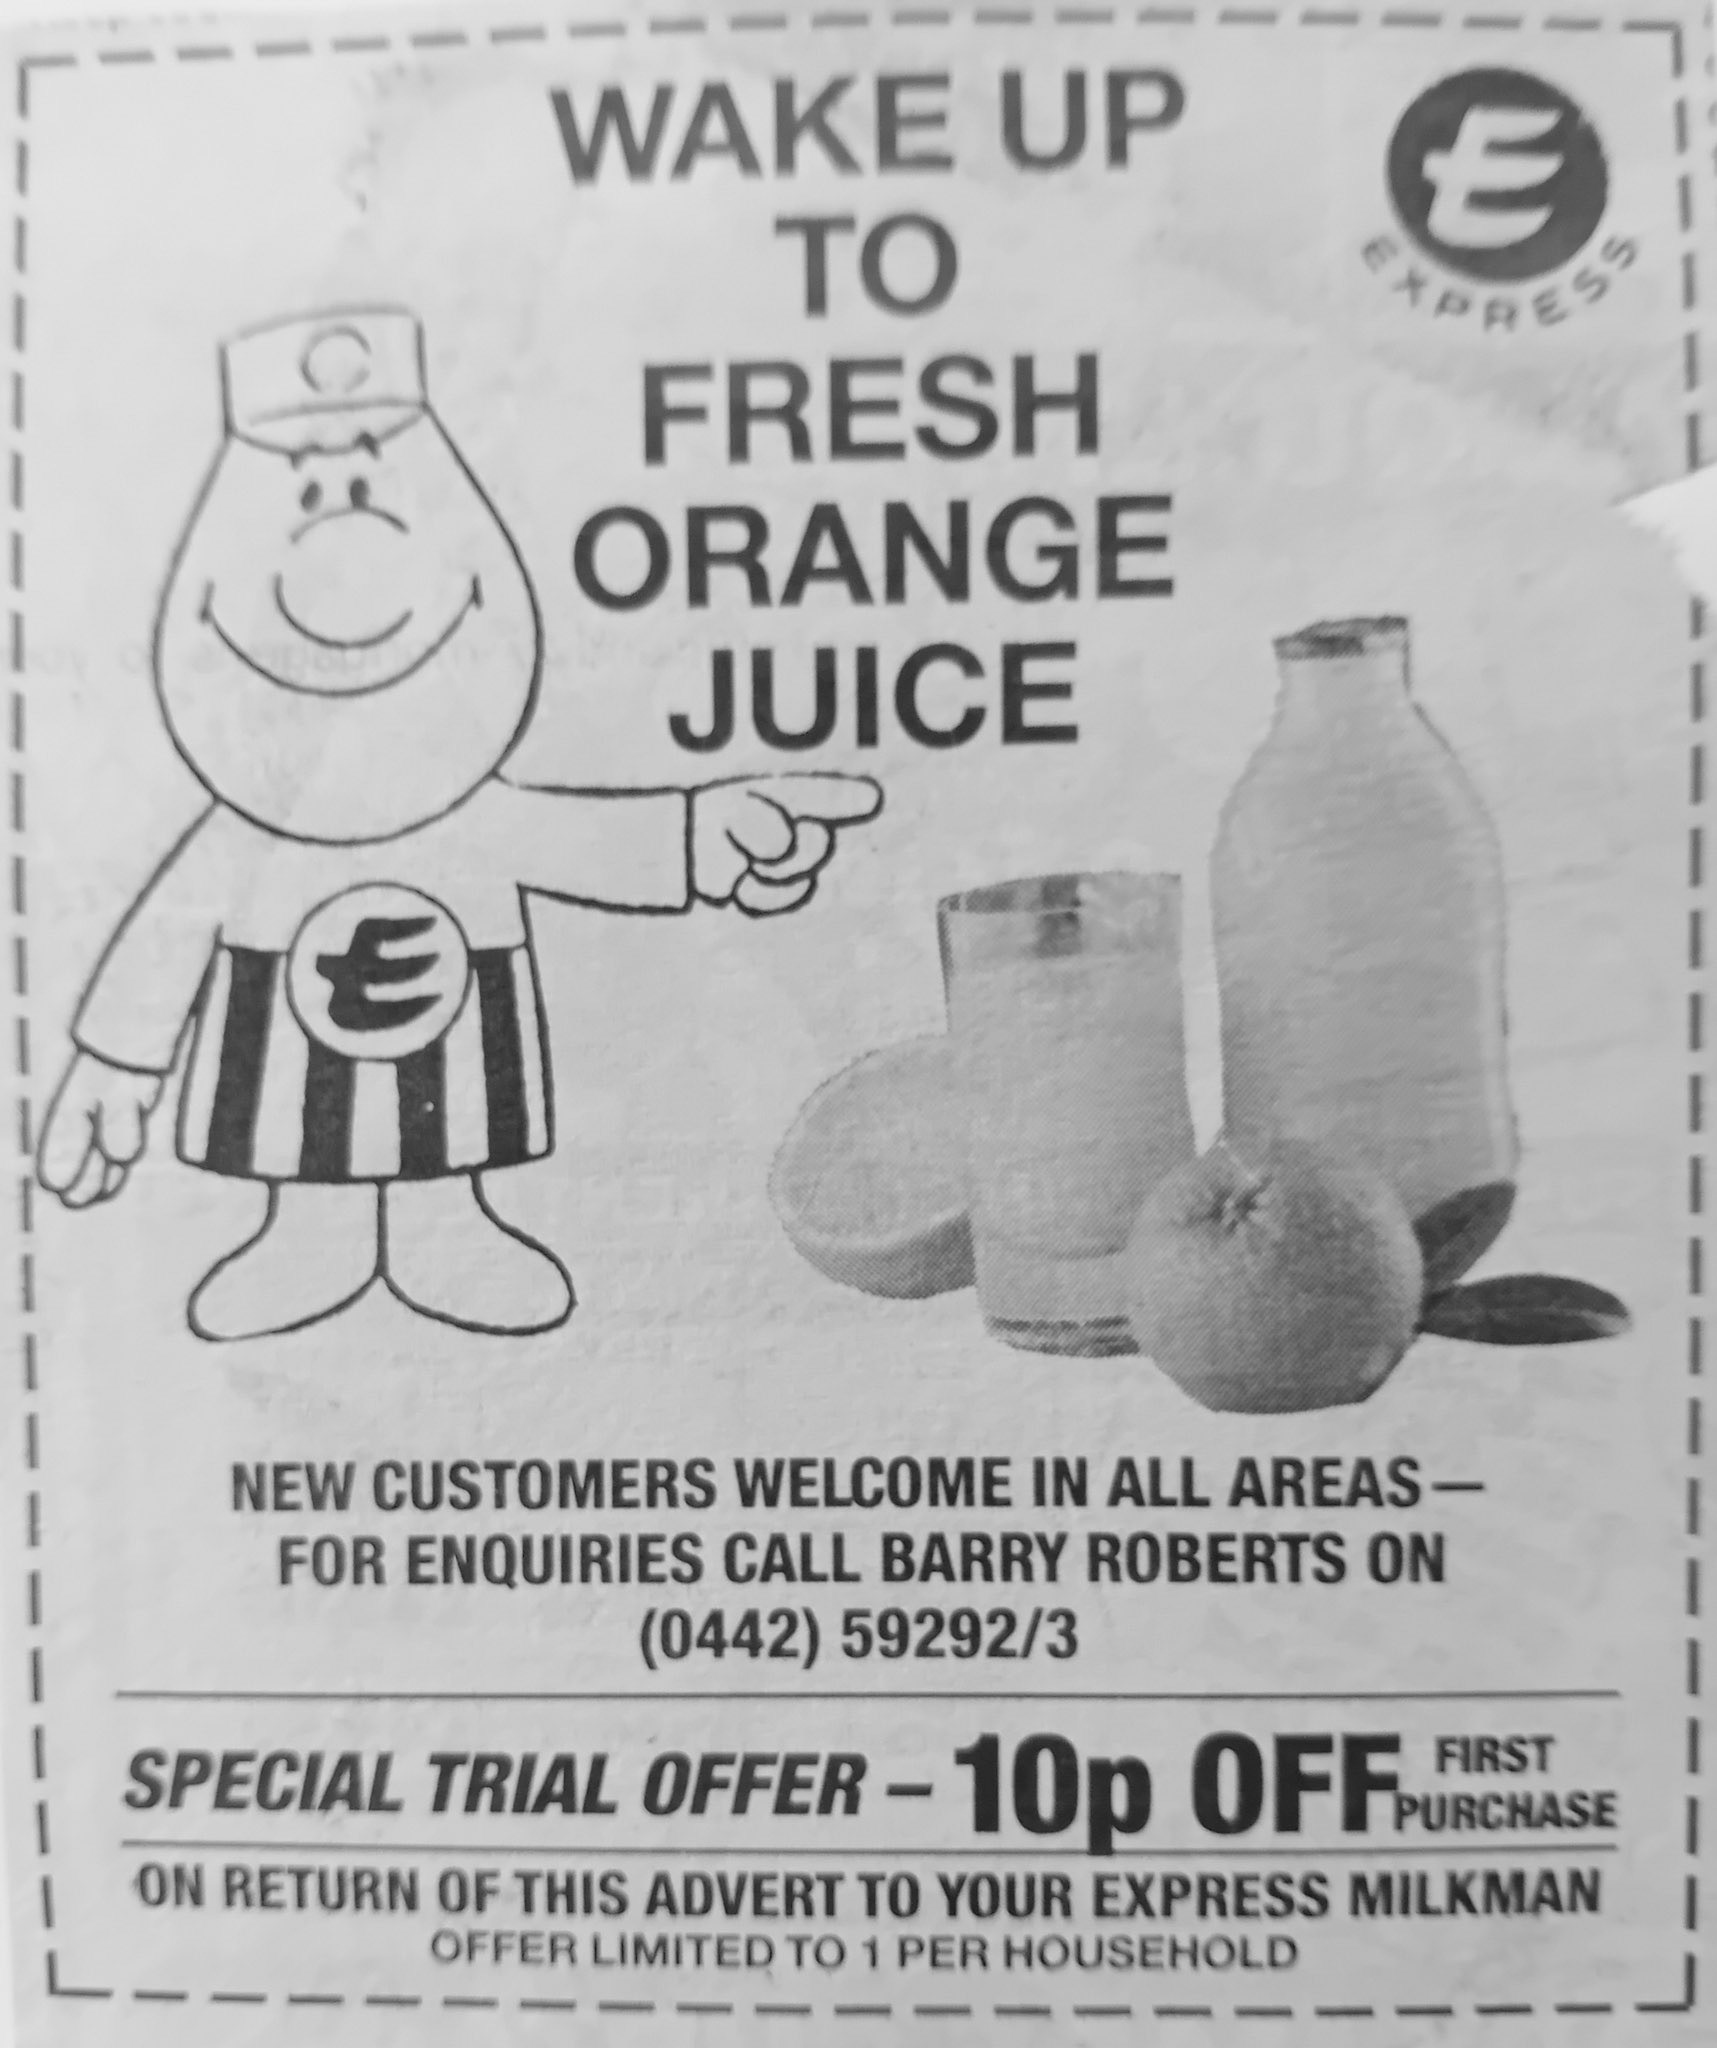 WAKE UP
TO
FRESH
ORANGE
JUICE
E
EXPRESS
E
NEW CUSTOMERS WELCOME IN ALL AREAS—
FOR ENQUIRIES CALL BARRY ROBERTS ON
(0442) 59292/3
SPECIAL TRIAL OFFER – 10p OFF FIRST PURCHASE
ON RETURN OF THIS ADVERT TO YOUR EXPRESS MILKMAN
OFFER LIMITED TO 1 PER HOUSEHOLD